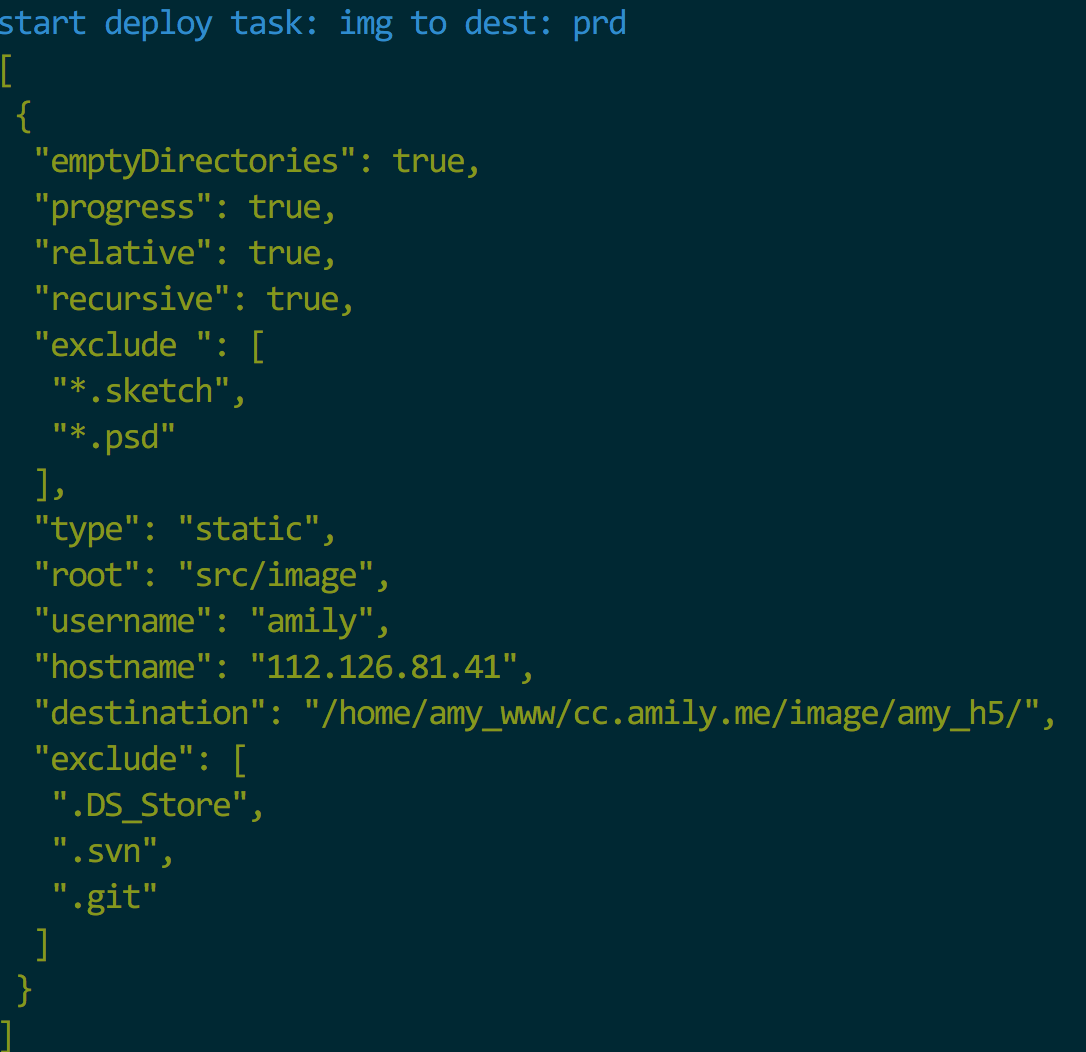 start deploy task: img to dest: prd
[
 {
  "emptyDirectories": true,
  "progress": true,
  "relative": true,
  "recursive": true,
  "exclude ": [
   "*.sketch",
   "*.psd"
  ],
  "type": "static",
  "root": "src/image",
  "username": "amily",
  "hostname": "112.126.81.41",
  "destination": "/home/amy_www/cc.amily.me/image/amy_h5/",
  "exclude": [
   ".DS_Store",
   ".svn",
   ".git"
  ]
 }
]